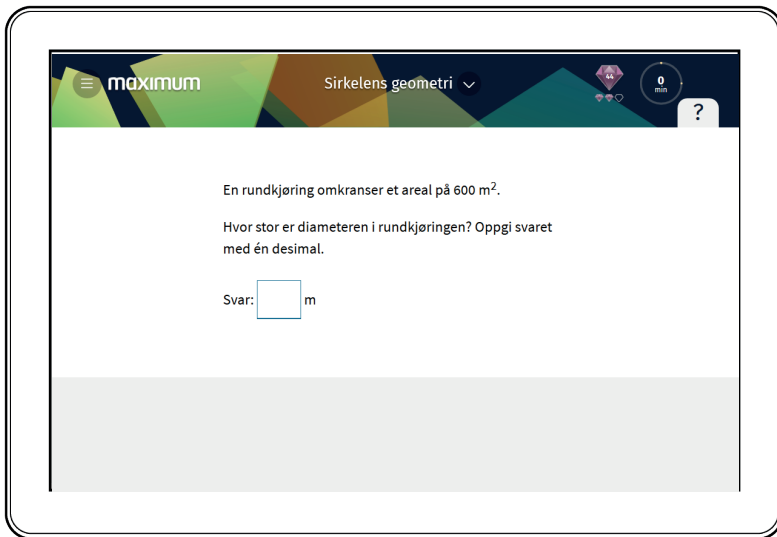 maximum
Sirkelens geometri
44
0
min
?
En rundkjøring omkranser et areal på 600 m².
Hvor stor er diameteren i rundkjøringen? Oppgi svaret
med én desimal.
Svar: m